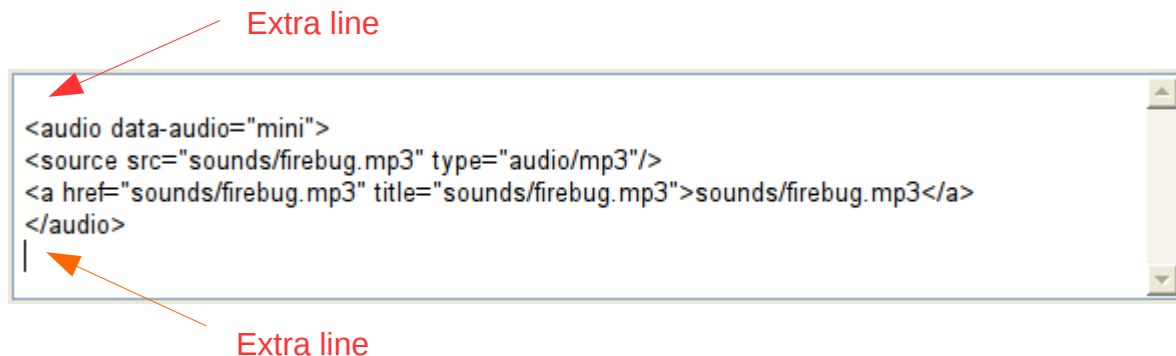 Extra line
<audio data-audio="mini">
<source src="sounds/firebug.mp3" type="audio/mp3"/>
<a href="sounds/firebug.mp3" title="sounds/firebug.mp3">sounds/firebug.mp3</a>
</audio>
Extra line